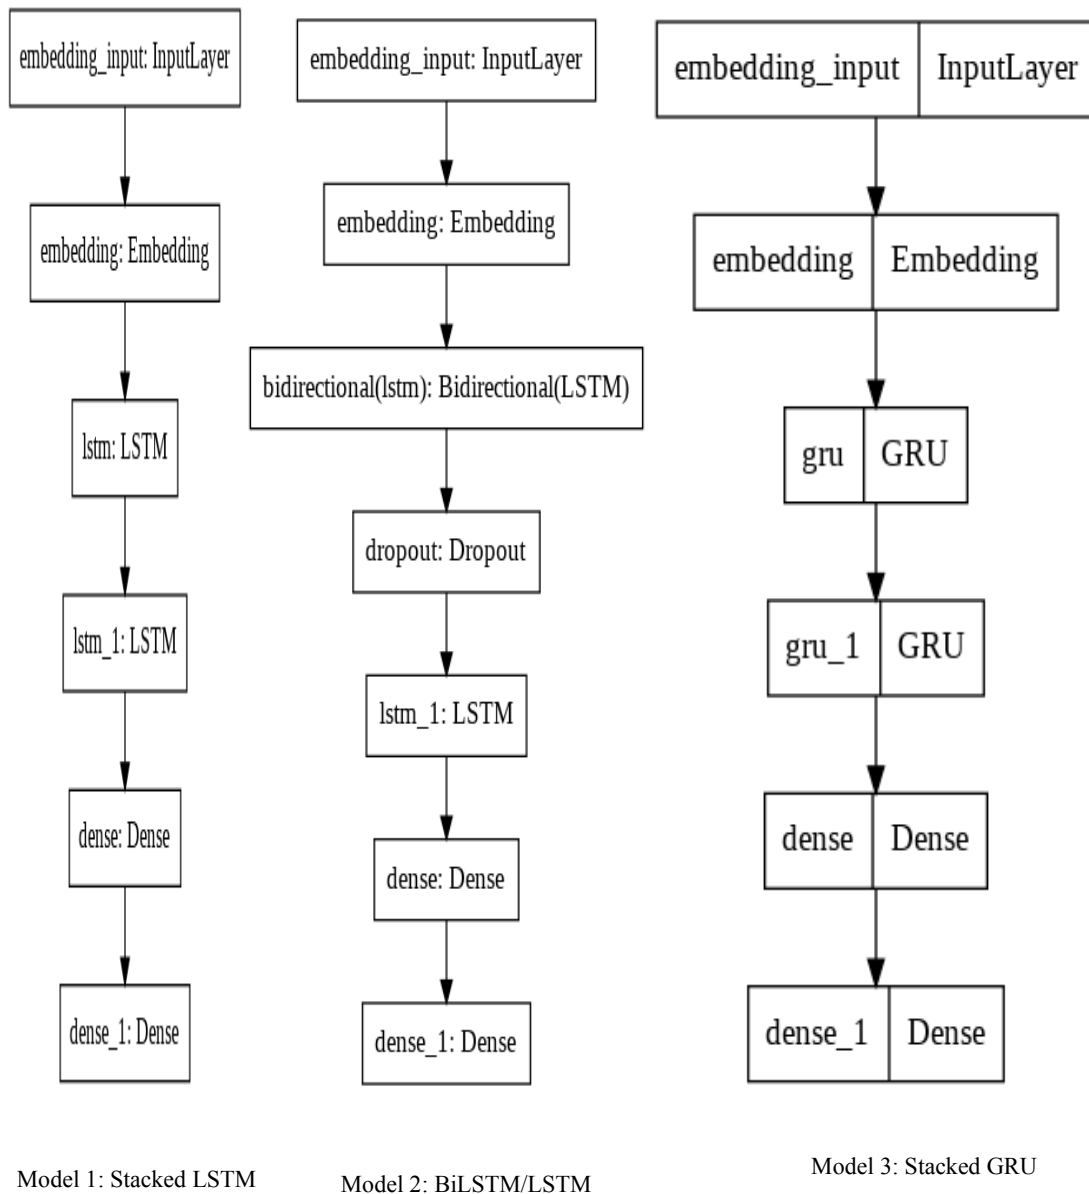 embedding_input: InputLayer
embedding: Embedding
lstm: LSTM
lstm_1: LSTM
dense: Dense
dense_1: Dense
Model 1: Stacked LSTM
embedding_input: InputLayer
embedding: Embedding
bidirectional(lstm): Bidirectional(LSTM)
dropout: Dropout
lstm_1: LSTM
dense: Dense
dense_1: Dense
Model 2: BiLSTM/LSTM
embedding_input InputLayer
embedding Embedding
gru GRU
gru_1 GRU
dense Dense
dense_1 Dense
Model 3: Stacked GRU